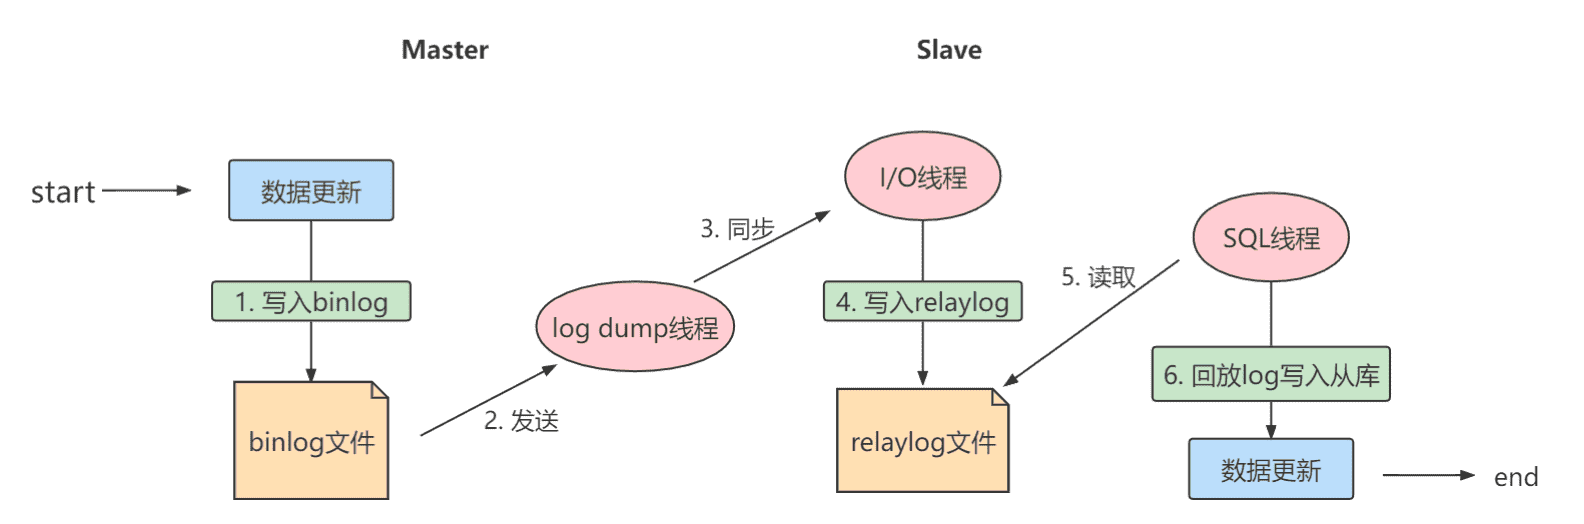 Master
Slave
start
数据更新
1. 写入binlog
binlog文件
2. 发送
log dump线程
3. 同步
I/O线程
4. 写入relaylog
relaylog文件
5. 读取
SQL线程
6. 回放log写入从库
数据更新
end